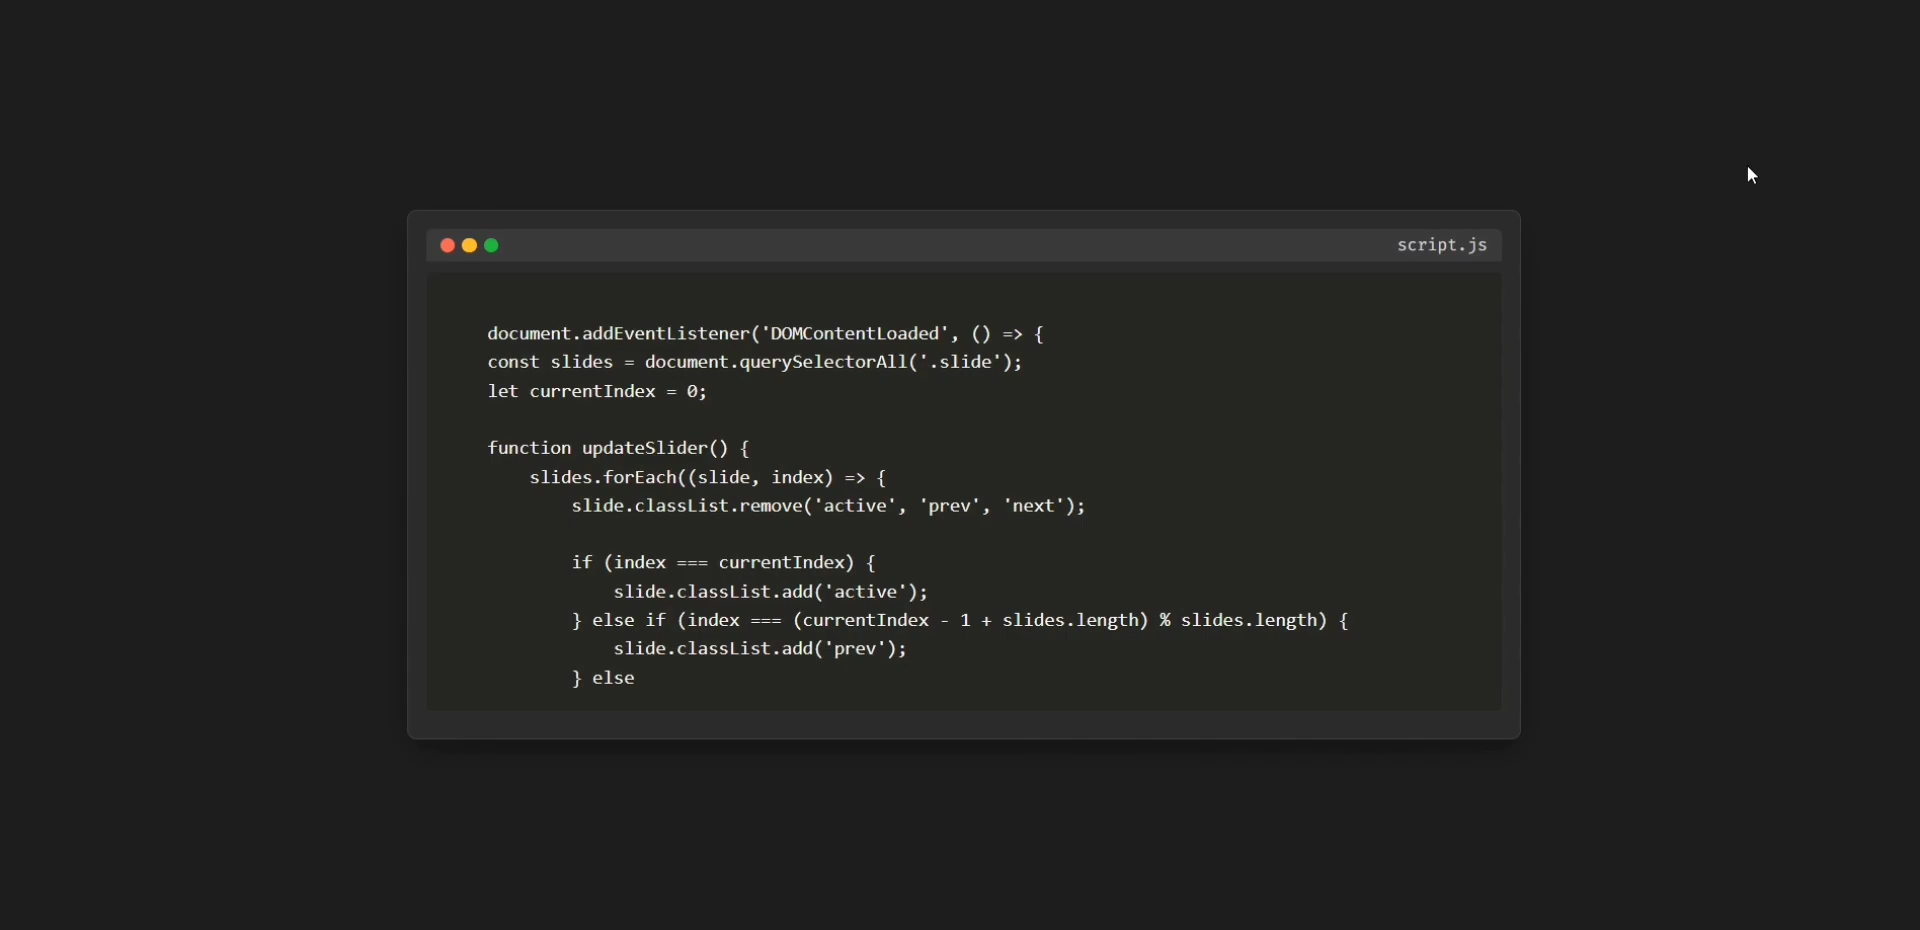 script.js
document.addEventListener('DOMContentLoaded', () => {
const slides = document.querySelectorAll('.slide');
let currentIndex = 0;
function updateSlider() {
    slides.forEach((slide, index) => {
        slide.classList.remove('active', 'prev', 'next');
        if (index === currentIndex) {
            slide.classList.add('active');
        } else if (index === (currentIndex - 1 + slides.length) % slides.length) {
            slide.classList.add('prev');
        } else